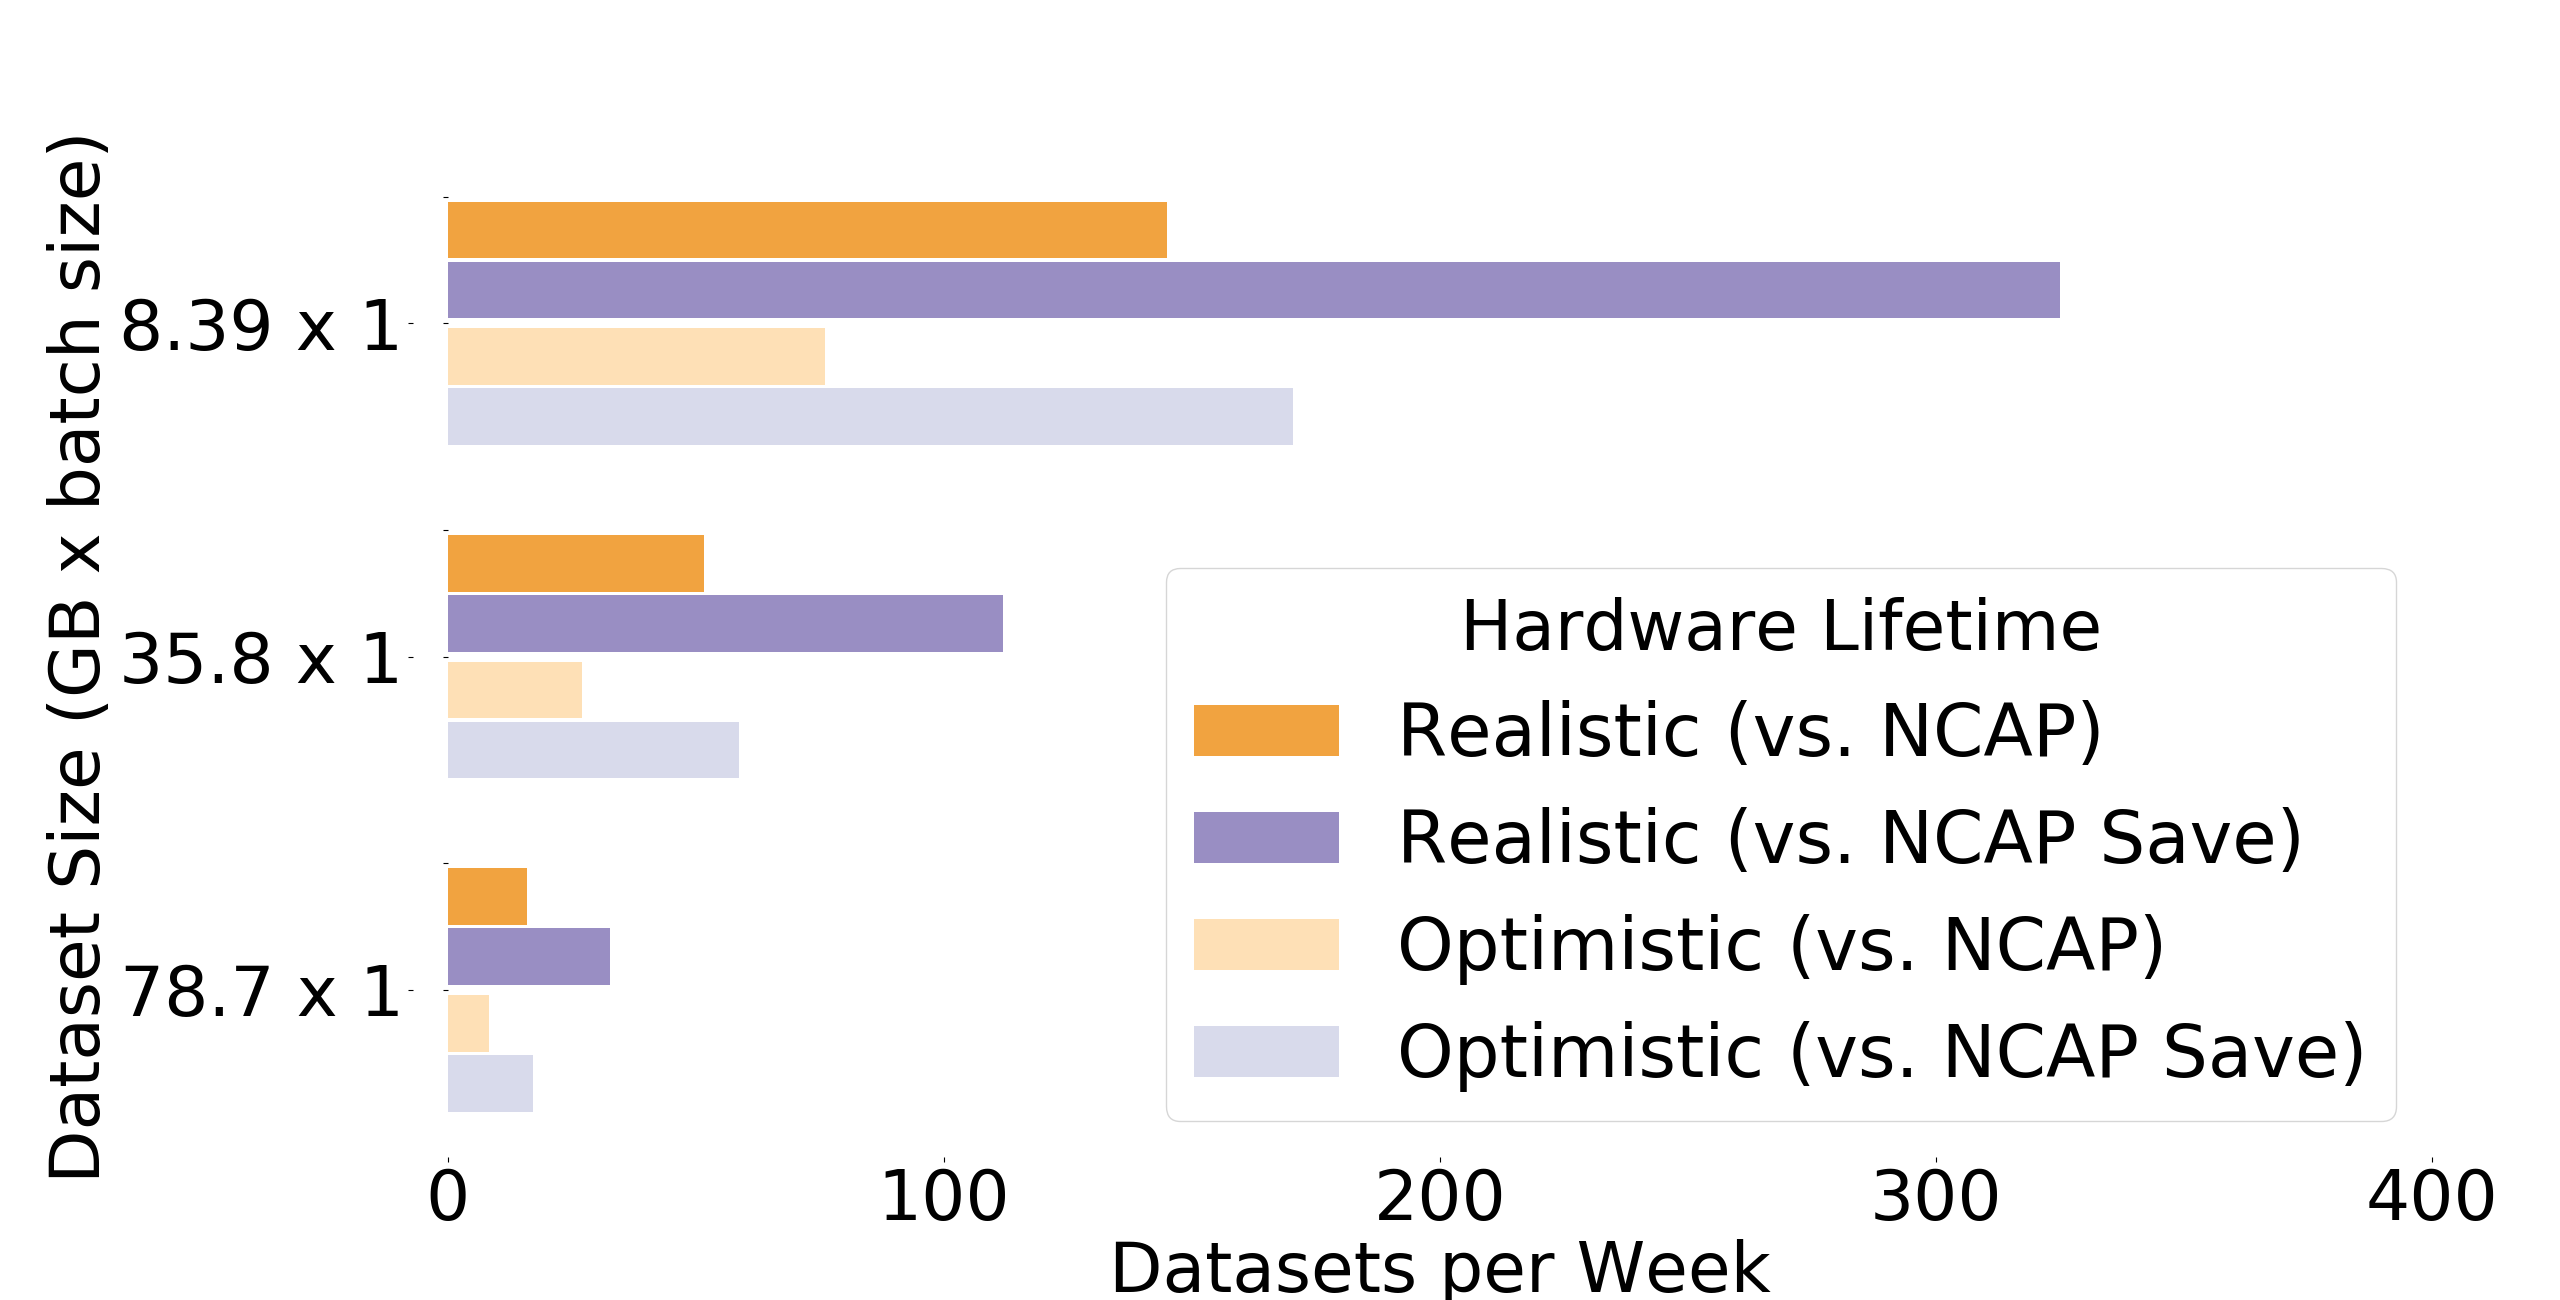 Dataset Size (GB x batch size)
8.39 x 1
35.8 x 1
78.7 x 1
Hardware Lifetime
Realistic (vs. NCAP)
Realistic (vs. NCAP Save)
Optimistic (vs. NCAP)
Optimistic (vs. NCAP Save)
0 100 200 300 400
Datasets per Week